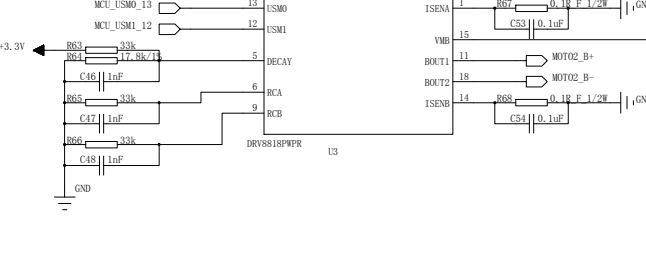 MCU_USM0_13 13 USM0
MCU_USM1_12 12 USM1
+3.3V R63 33k
R64 17.8k/1% 5 DECAY
C46 1nF
R65 33k 6 RCA
C47 1nF 9 RCB
R66 33k
C48 1nF
GND
ISENA 1 R67 0.1R_F_1/2W GN
C53 0.1uF
VMB 15
BOUT1 11 MOTO2_B+
BOUT2 18 MOTO2_B-
ISENB 14 R68 0.1R_F_1/2W GN
C54 0.1uF
DRV8818PWPR
U3